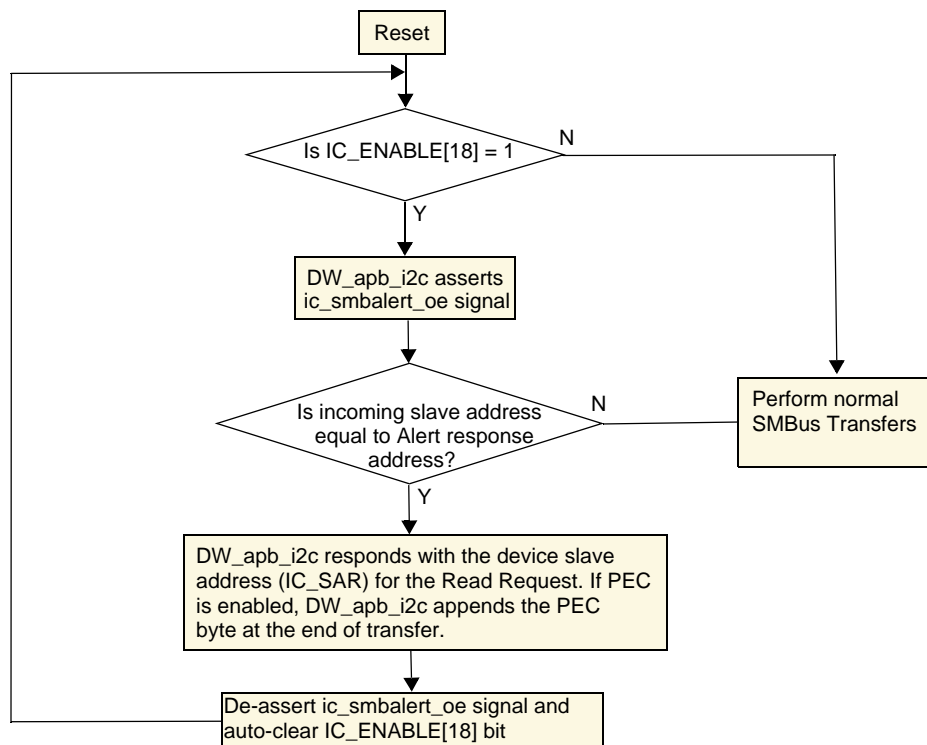 Reset
Is IC_ENABLE[18] = 1
N
Y
DW_apb_i2c asserts
ic_smbalert_oe signal
Is incoming slave address
equal to Alert response
address?
N
Perform normal
SMBus Transfers
Y
DW_apb_i2c responds with the device slave
address (IC_SAR) for the Read Request. If PEC
is enabled, DW_apb_i2c appends the PEC
byte at the end of transfer.
De-assert ic_smbalert_oe signal and
auto-clear IC_ENABLE[18] bit